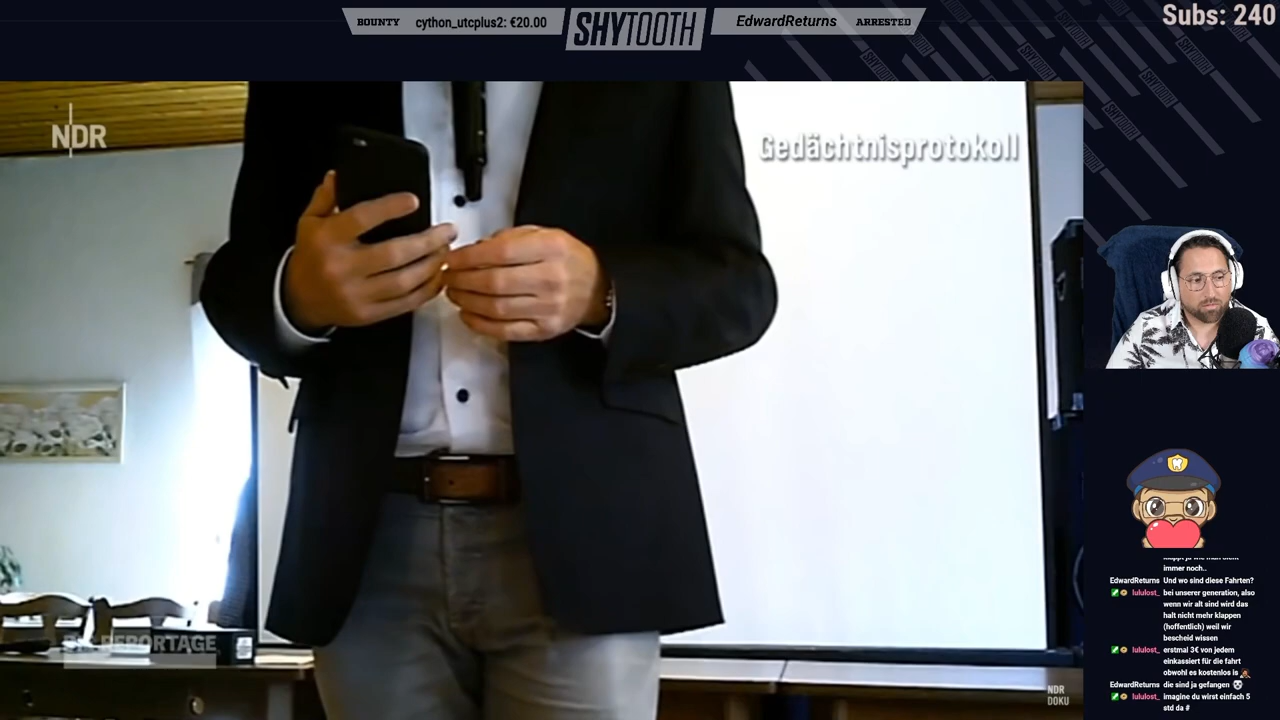 BOUNTY cython_utcplus2: €20.00
SHYTOOTH
EdwardReturns ARRESTED
Subs: 240
NDR
Gedächtnisprotokoll
DIE REPORTAGE
NDR
DOKU
immer noch..
EdwardReturns Und wo sind diese Fahrten?
lululost_ bei unserer generation, also
wenn wir alt sind wird das
halt nicht mehr klappen
(hoffentlich) weil wir
bescheid wissen
lululost_ erstmal 3€ von jedem
einkassiert für die fahrt
obwohl es kostenlos is
EdwardReturns die sind ja gefangen
lululost_ imagine du wirst einfach 5
std da #